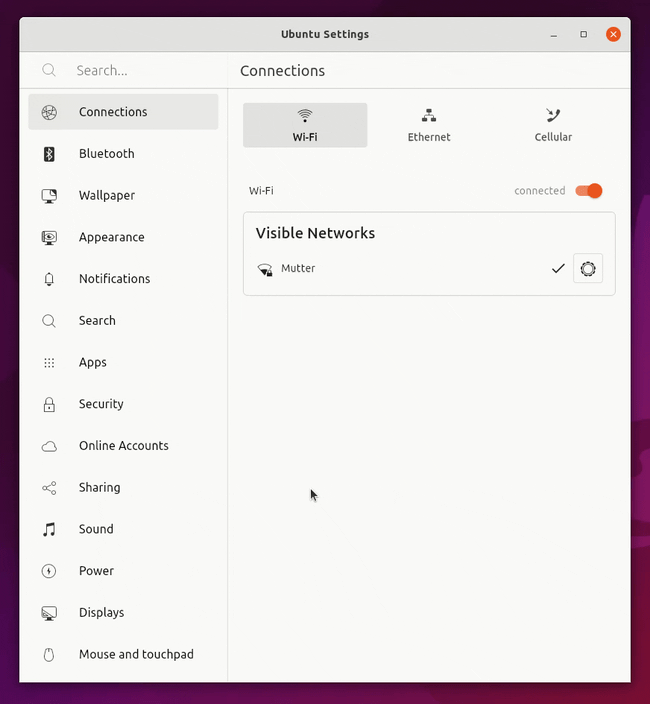 Ubuntu Settings
Search...
Connections
Connections
Bluetooth
Wallpaper
Appearance
Notifications
Search
Apps
Security
Online Accounts
Sharing
Sound
Power
Displays
Mouse and touchpad
Wi-Fi
Ethernet
Cellular
Wi-Fi
connected
Visible Networks
Mutter